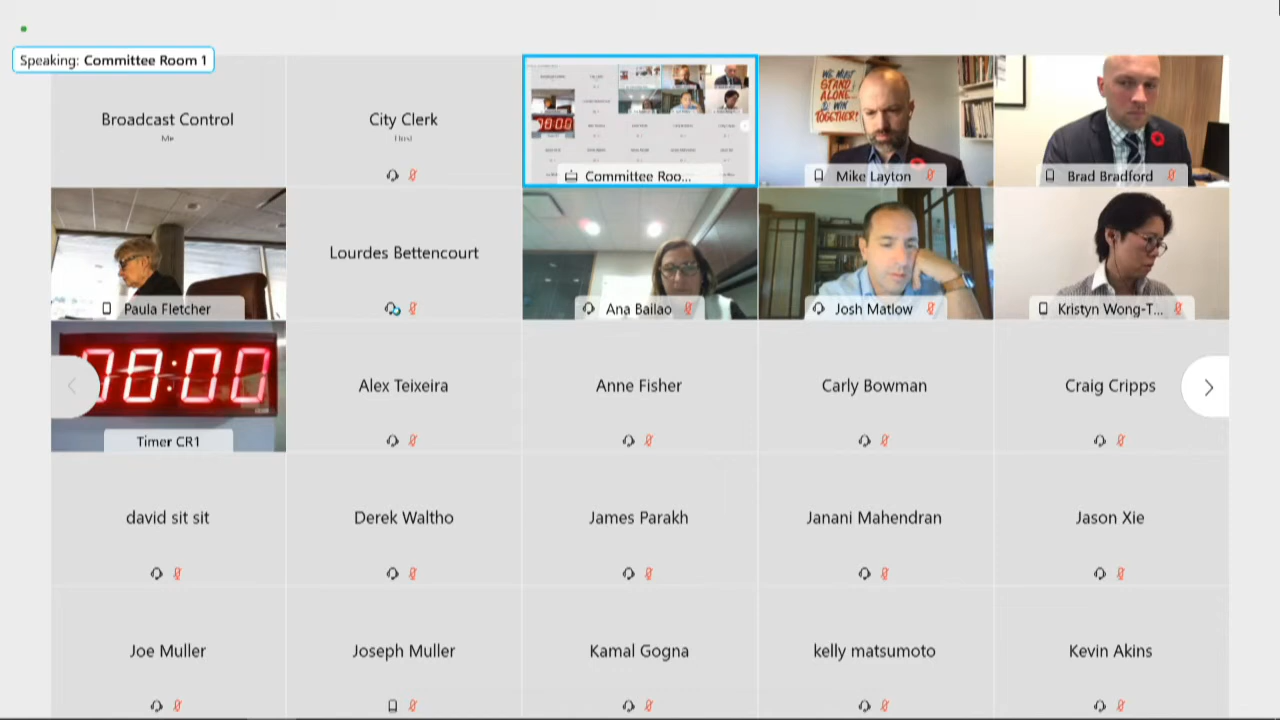 Speaking: Committee Room 1
Broadcast Control
Me
City Clerk
Host
Committee Roo...
WE MUST
STAND
ALONE
& WIN
TOGETHER!
Mike Layton
Brad Bradford
Paula Fletcher
Lourdes Bettencourt
Ana Bailao
Josh Matlow
Kristyn Wong-T...
Timer CR1
Alex Teixeira
Anne Fisher
Carly Bowman
Craig Cripps
david sit sit
Derek Waltho
James Parakh
Janani Mahendran
Jason Xie
Joe Muller
Joseph Muller
Kamal Gogna
kelly matsumoto
Kevin Akins